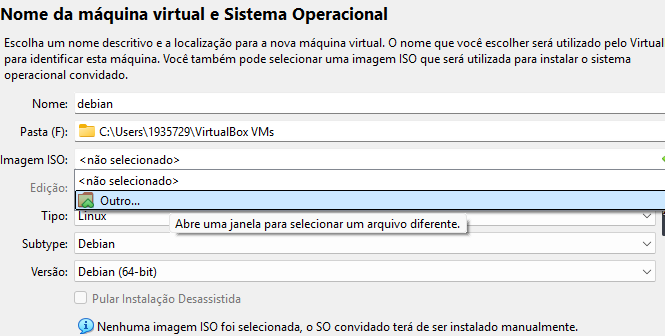 Nome da máquina virtual e Sistema Operacional
Escolha um nome descritivo e a localização para a nova máquina virtual. O nome que você escolher será utilizado pelo Virtual
para identificar esta máquina. Você também pode selecionar uma imagem ISO que será utilizada para instalar o sistema
operacional convidado.
Nome: debian
Pasta (F): C:\Users\1935729\VirtualBox VMs
Imagem ISO: <não selecionado>
<não selecionado>
Edição:
Outro...
Tipo: Linux
Abre uma janela para selecionar um arquivo diferente.
Subtype: Debian
Versão: Debian (64-bit)
Pular Instalação Desassistida
Nenhuma imagem ISO foi selecionada, o SO convidado terá de ser instalado manualmente.